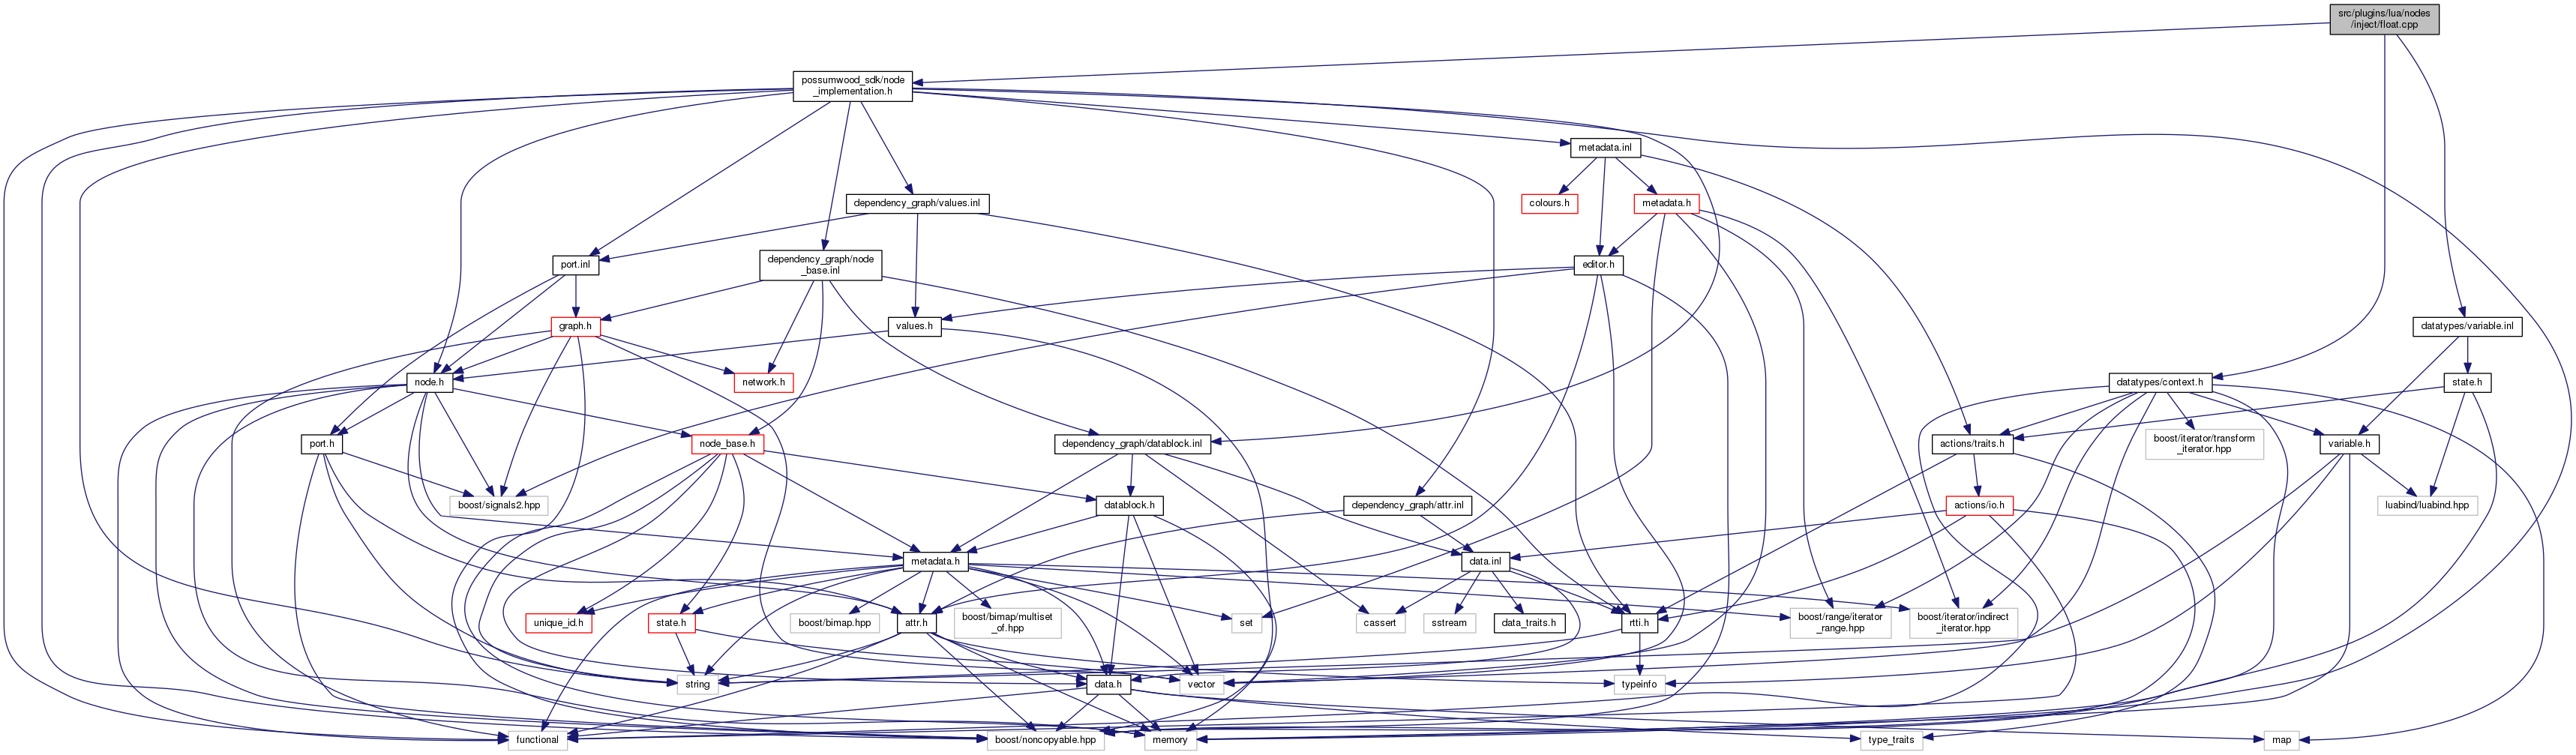 src/plugins/lua/nodes
/inject/float.cpp
possumwood_sdk/node
_implementation.h
metadata.inl
dependency_graph/values.inl
colours.h
metadata.h
port.inl
dependency_graph/node
_base.inl
editor.h
graph.h
values.h
datatypes/variable.inl
node.h
network.h
datatypes/context.h
state.h
port.h
node_base.h
dependency_graph/datablock.inl
actions/traits.h
boost/iterator/transform
_iterator.hpp
variable.h
boost/signals2.hpp
datablock.h
dependency_graph/attr.inl
actions/io.h
luabind/luabind.hpp
metadata.h
data.inl
unique_id.h
state.h
boost/bimap.hpp
attr.h
boost/bimap/multiset
_of.hpp
set
cassert
sstream
data_traits.h
rtti.h
boost/range/iterator
_range.hpp
boost/iterator/indirect
_iterator.hpp
string
data.h
vector
typeinfo
functional
boost/noncopyable.hpp
memory
type_traits
map